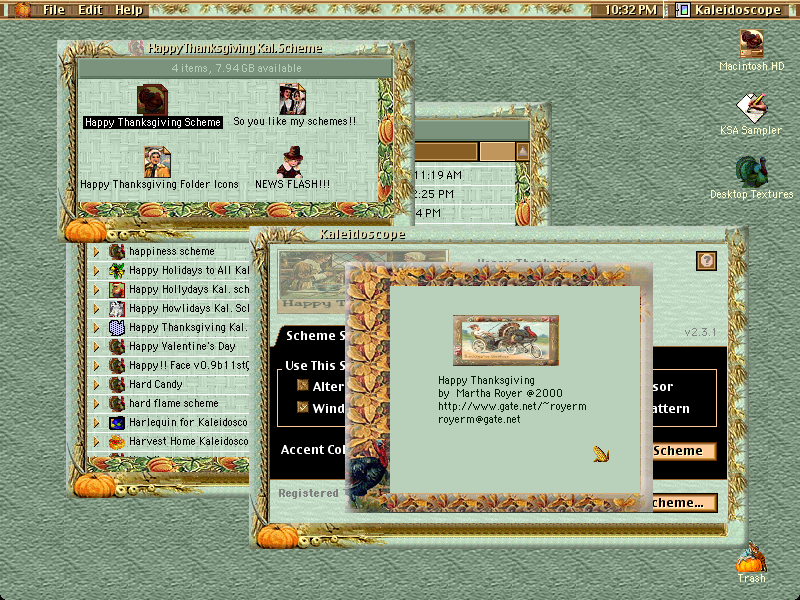 File Edit Help
10:32 PM
Kaleidoscope
Happy Thanksgiving Kal. Scheme
4 items, 7.94 GB available
Happy Thanksgiving Scheme
So you like my schemes!!
Happy Thanksgiving Folder Icons
NEWS FLASH!!!
Macintosh HD
KSA Sampler
Desktop Textures
11:19 AM
2:25 PM
4 PM
happiness scheme
Happy Holidays to All Kal
Happy Hollydays Kal. sch
Happy Howlidays Kal. Sc
Happy Thanksgiving Kal.
Happy Valentine's Day
Happy!! Face v0.9b11st
Hard Candy
hard flame scheme
Harlequin for Kaleidosco
Harvest Home Kaleidosco
Kaleidoscope
Happy T
Happy Thanksgiving
v2.3.1
Scheme S
Use This S
Alter
Wind
sor
attern
Accent Col
Scheme
Registered T
cheme...
Happy Thanksgiving
by Martha Royer @2000
http://www.gate.net/~royerm
royerm@gate.net
Trash